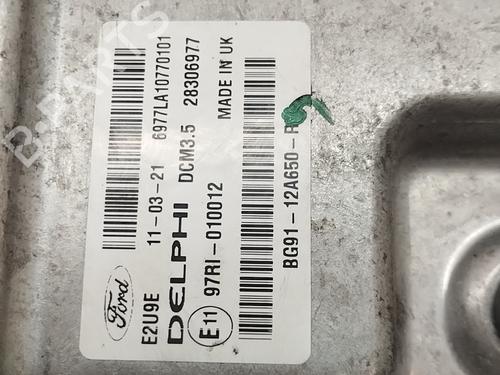 Ford
E2U9E
11-03-21 6977LA10770101
DELPHI DCM3.5 28306977
E11 97RI-010012 MADE IN UK
BG91-12A650-R
B-PARTS